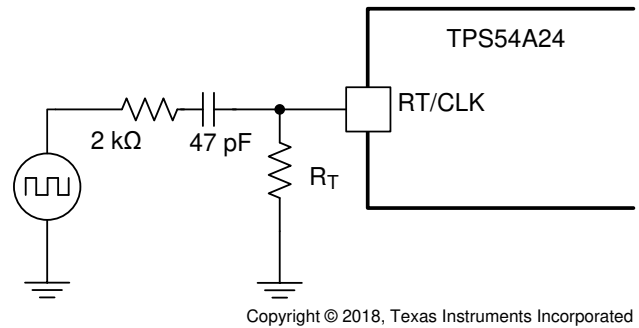 TPS54A24
RT/CLK
2 kΩ
47 pF
RT
Copyright © 2018, Texas Instruments Incorporated